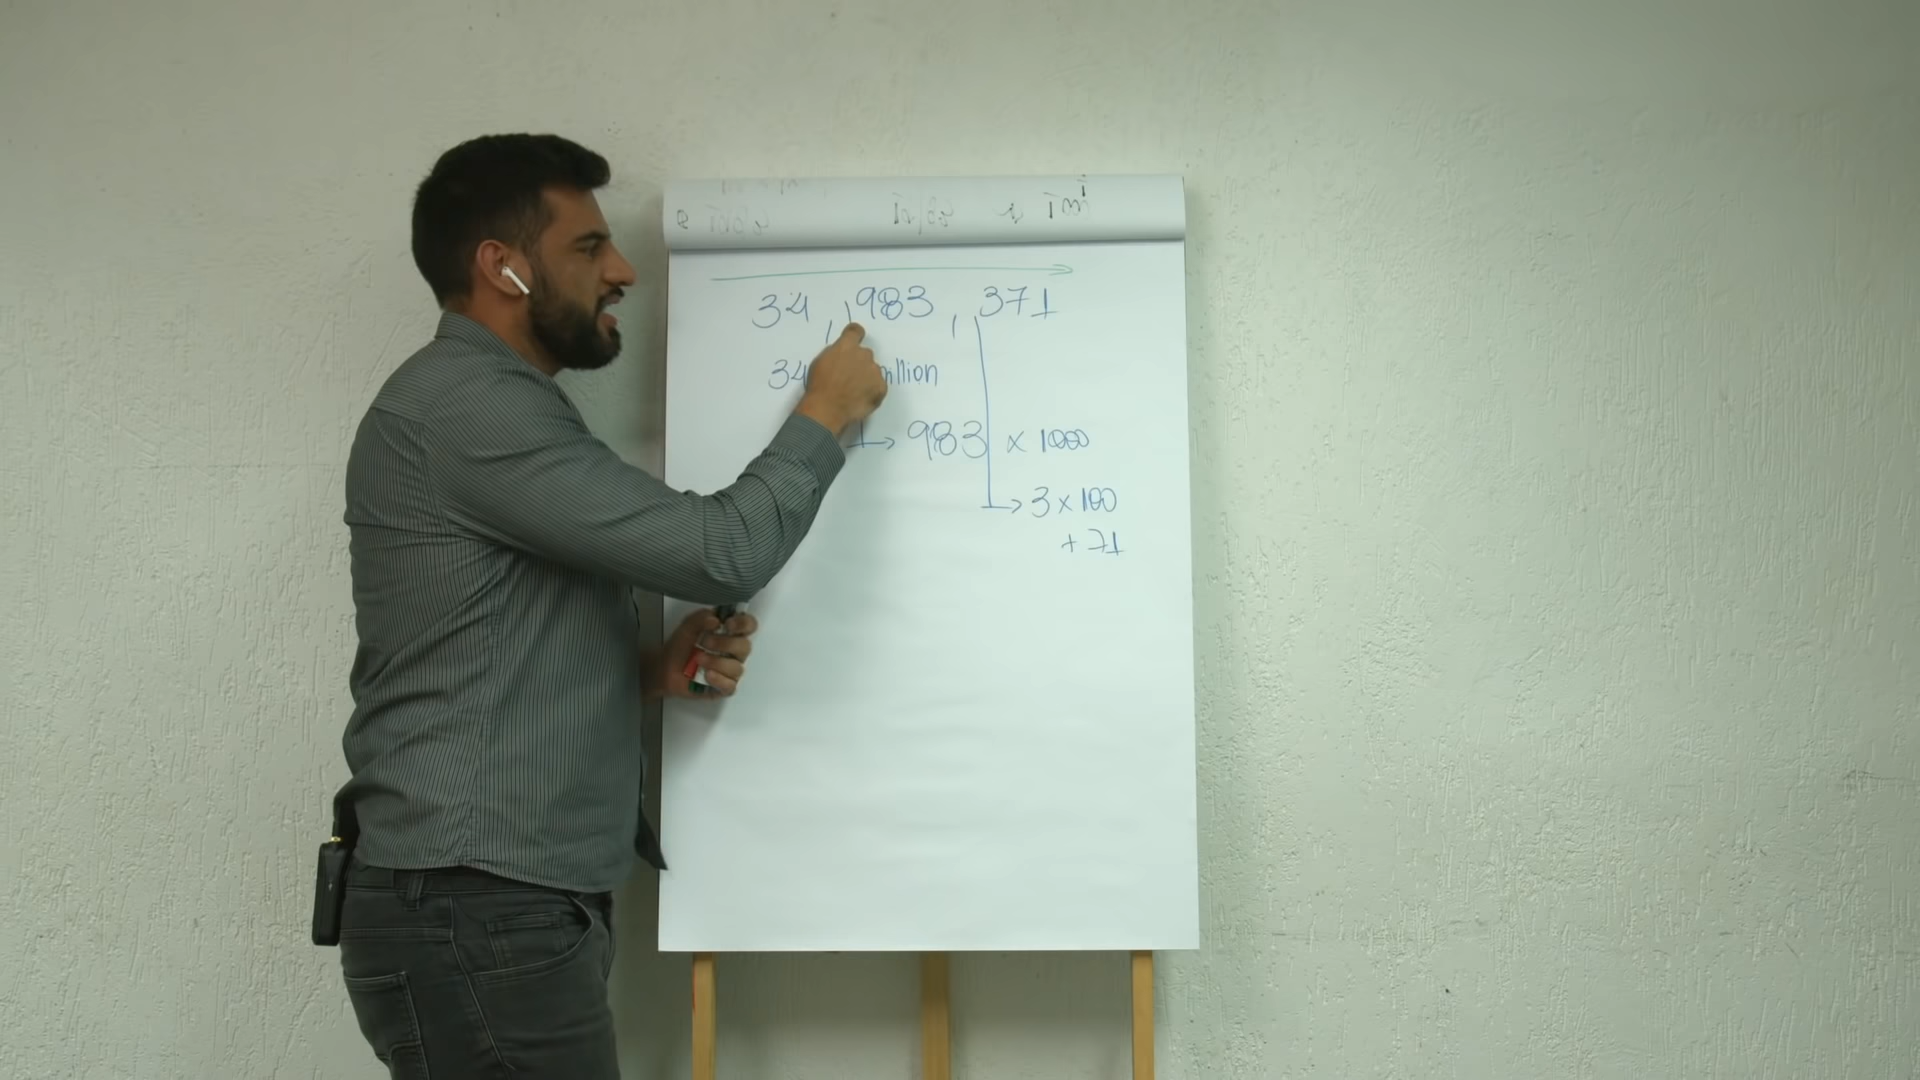 34, 983, 371
34 million
983 x 1000
3 x 100
+ 71